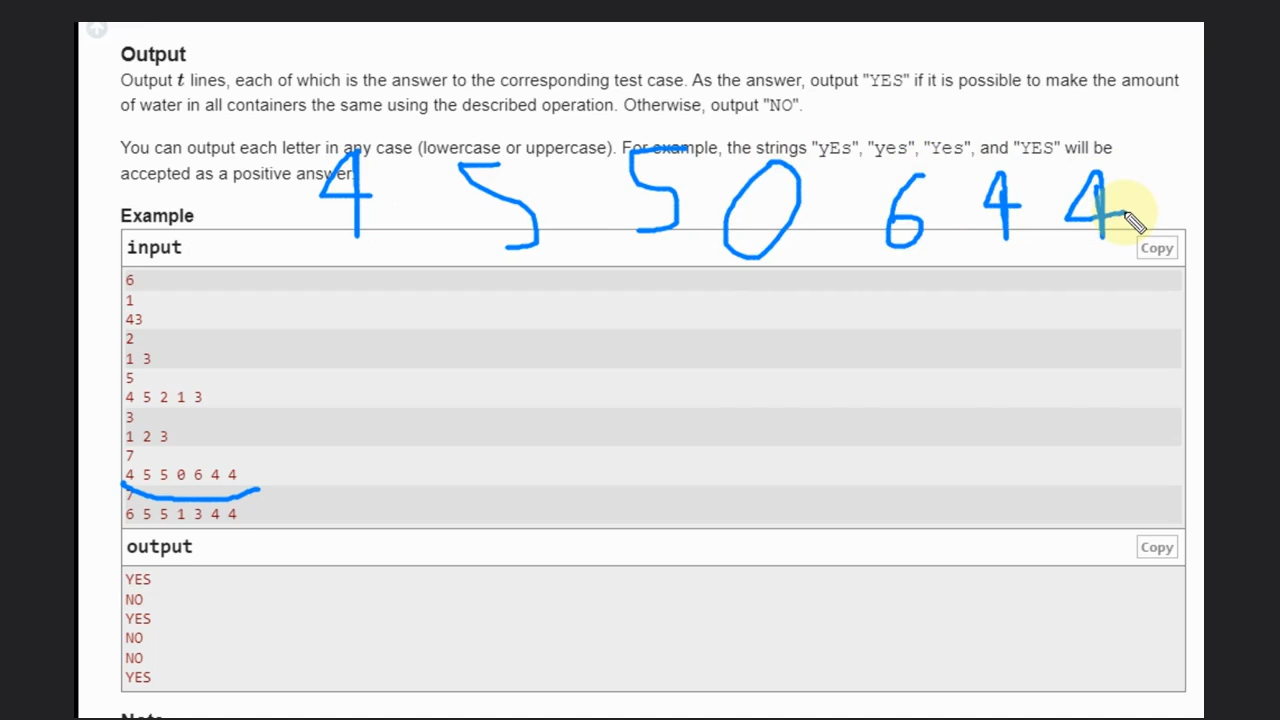 Output
Output t lines, each of which is the answer to the corresponding test case. As the answer, output "YES" if it is possible to make the amount
of water in all containers the same using the described operation. Otherwise, output "NO".
You can output each letter in any case (lowercase or uppercase). For example, the strings "yEs", "yes", "Yes", and "YES" will be
accepted as a positive answer.
4 5 5 0 6 4 4
Example
input
Copy
6
1
43
2
1 3
5
4 5 2 1 3
3
1 2 3
7
4 5 5 0 6 4 4
7
6 5 5 1 3 4 4
output
Copy
YES
NO
YES
NO
NO
YES